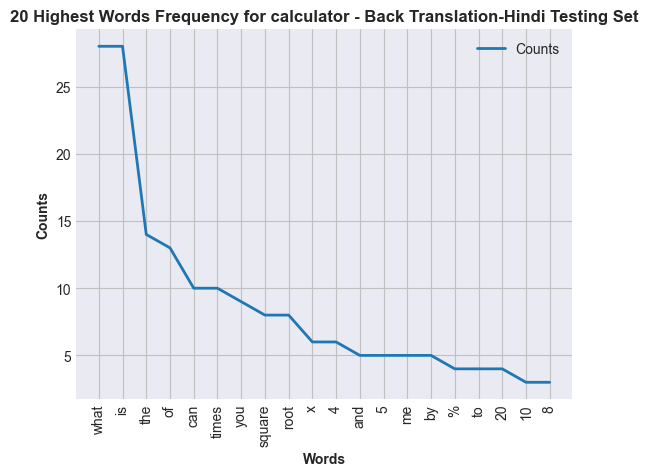 20 Highest Words Frequency for calculator - Back Translation-Hindi Testing Set
Counts
25
20
15
10
5
Counts
what
is
the
of
can
times
you
square
root
x
4
and
5
me
by
%
to
20
10
8
Words